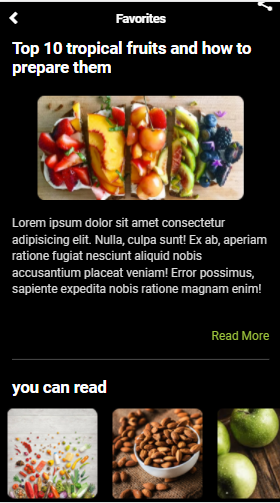 Favorites
Top 10 tropical fruits and how to
prepare them
Lorem ipsum dolor sit amet consectetur
adipisicing elit. Nulla, culpa sunt! Ex ab, aperiam
ratione fugiat nesciunt aliquid nobis
accusantium placeat veniam! Error possimus,
sapiente expedita nobis ratione magnam enim!
Read More
you can read